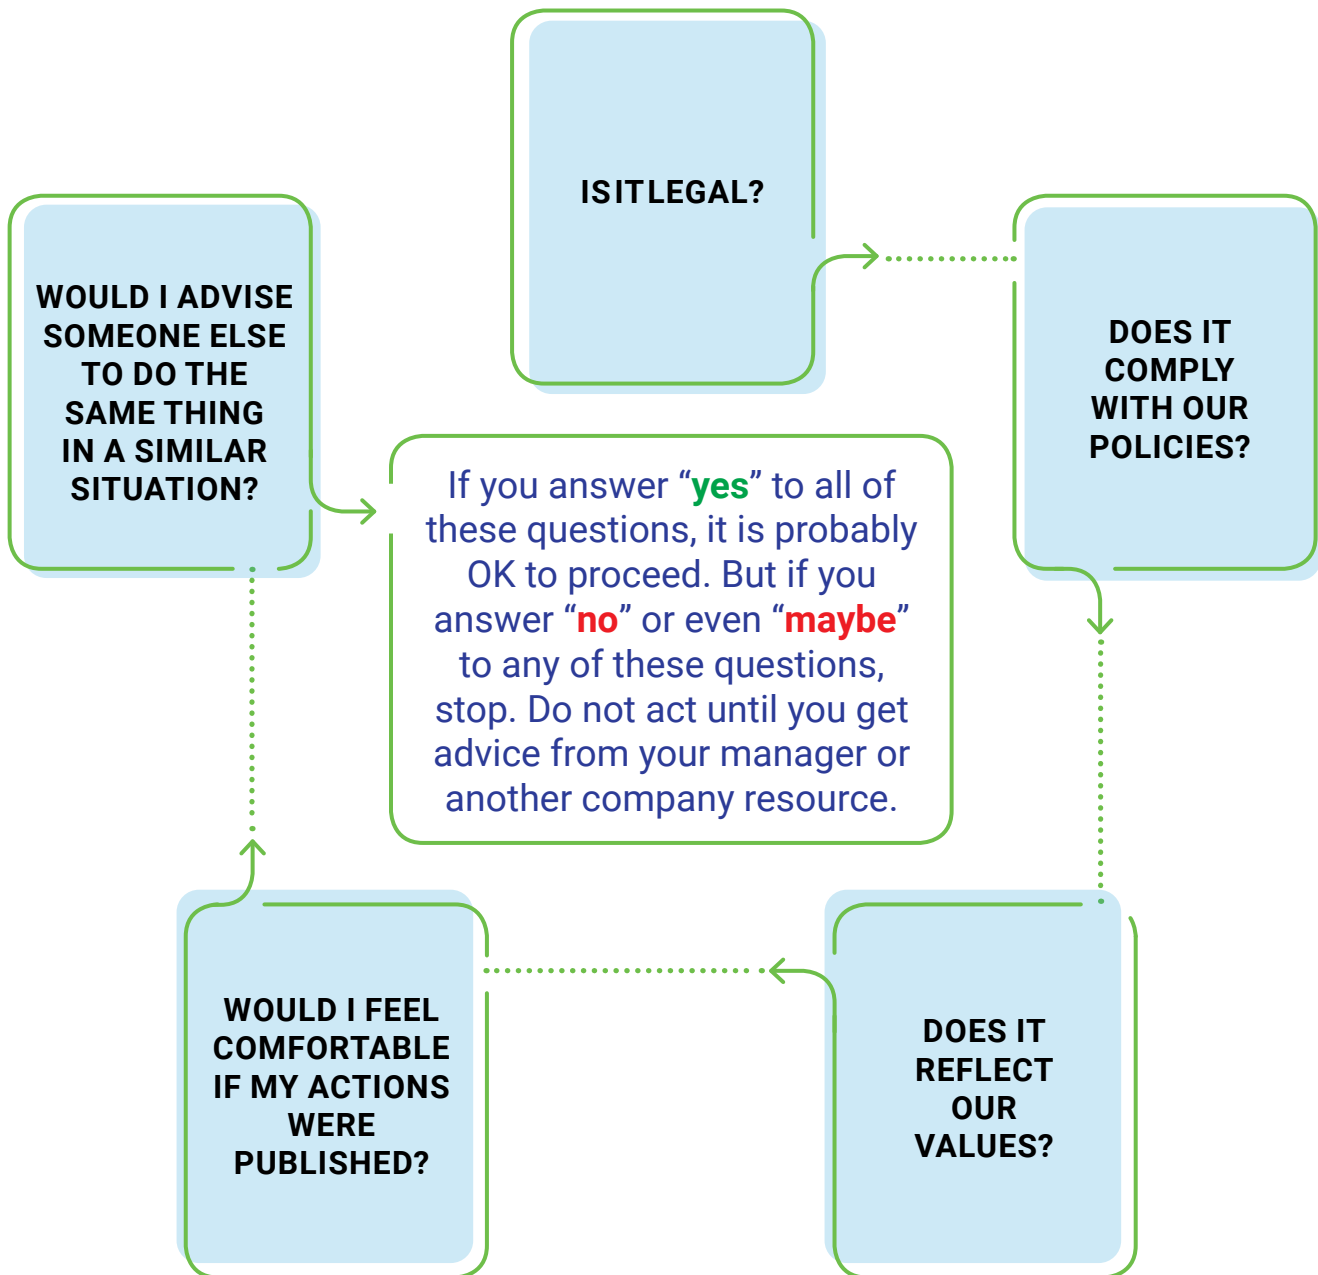 ISITLEGAL?
DOES IT
COMPLY
WITH OUR
POLICIES?
DOES IT
REFLECT
OUR
VALUES?
WOULD I FEEL
COMFORTABLE
IF MY ACTIONS
WERE
PUBLISHED?
WOULD I ADVISE
SOMEONE ELSE
TO DO THE
SAME THING
IN A SIMILAR
SITUATION?
If you answer “yes” to all of
these questions, it is probably
OK to proceed. But if you
answer “no” or even “maybe”
to any of these questions,
stop. Do not act until you get
advice from your manager or
another company resource.